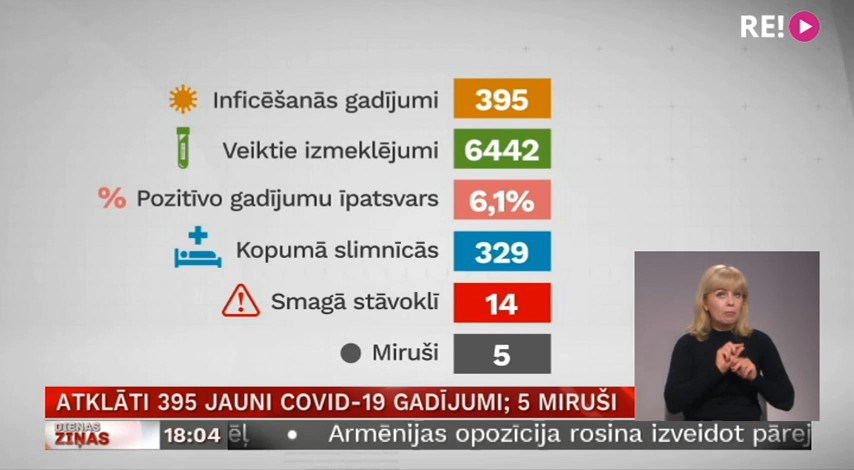 RE!
Inficēšanās gadījumi 395
Veiktie izmeklējumi 6442
% Pozitīvo gadījumu īpatsvars 6,1%
Kopumā slimnīcās 329
Smagā stāvoklī 14
Miruši 5
ATKLĀTI 395 JAUNI COVID-19 GADĪJUMI; 5 MIRUŠI
DIENAS
ZIŅAS
18:04 • Armēnijas opozīcija rosina izveidot pārej